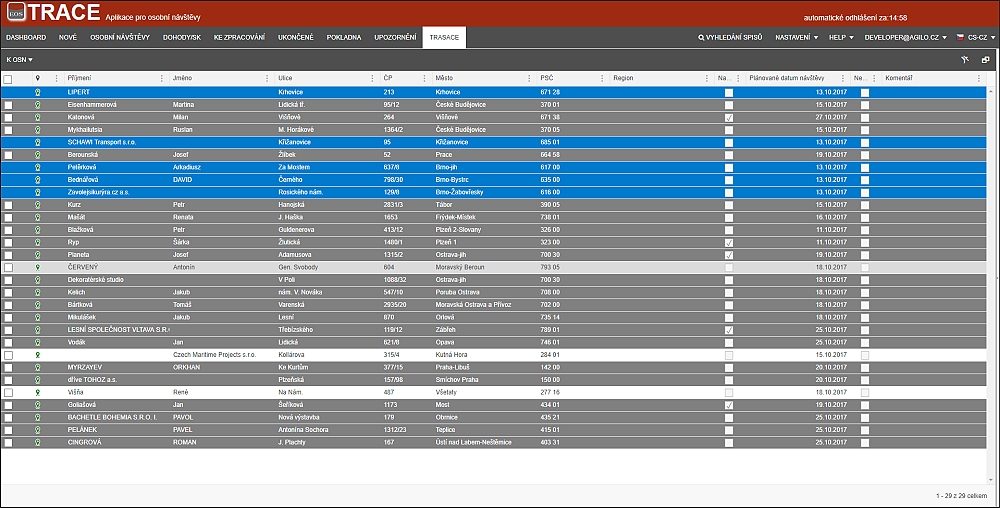 EOS TRACE Aplikace pro osobní návštěvy automatické odhlášení za:14:58
DASHBOARD NOVÉ OSOBNÍ NÁVŠTĚVY DOHODY/SK KE ZPRACOVÁNÍ UKONČENÉ POKLADNA UPOZORNĚNÍ TRASACE VYHLEDÁNÍ SPISŮ NASTAVENÍ HELP DEVELOPER@AGILO.CZ CS-CZ
K OSN
Příjmení Jméno Ulice ČP Město PSČ Region Na... Plánované datum návštěvy Ne... Komentář
LIPERT Krhovice 213 Krhovice 671 28 13.10.2017
Eisenhammerová Martina Lidická tř. 95/12 České Budějovice 370 01 15.10.2017
Katonová Milan Višňové 264 Višňové 671 38 27.10.2017
Mykhailutsia Ruslan M. Horákové 1364/2 České Budějovice 370 05 15.10.2017
SCHAWI Transport s.r.o. Křižanovice 95 Křižanovice 685 01 13.10.2017
Berounská Josef Žlíbek 52 Prace 664 58 19.10.2017
Petěrková Arkadiusz Za Mostem 637/8 Brno-jih 617 00 13.10.2017
Bednářová DAVID Černého 798/30 Brno-Bystrc 635 00 13.10.2017
Zavolejsikurýra cz a.s. Rosického nám. 129/8 Brno-Žabovřesky 616 00 13.10.2017
Kurz Petr Hanojská 2831/3 Tábor 390 05 15.10.2017
Mašát Renata J. Haška 1653 Frýdek-Místek 738 01 16.10.2017
Blažková Petr Guldenerova 413/12 Plzeň 2-Slovany 326 00 11.10.2017
Ryp Šárka Žlutická 1480/1 Plzeň 1 323 00 11.10.2017
Planeta Josef Adamusova 1315/2 Ostrava-jih 700 30 19.10.2017
ČERVENÝ Antonín Gen. Svobody 604 Moravský Beroun 793 05 18.10.2017
Dekoratérské studio V Poli 1088/32 Ostrava-jih 700 30 18.10.2017
Kelich Jakub nám. V. Nováka 547/10 Poruba Ostrava 708 00 18.10.2017
Bártková Tomáš Varenská 2935/20 Moravská Ostrava a Přívoz 702 00 18.10.2017
Mikulášek Jakub Lesní 870 Orlová 735 14 18.10.2017
LESNÍ SPOLEČNOST VLTAVA S.R. Třebízského 119/12 Zábřeh 789 01 25.10.2017
Vodák Jan Lidická 621/8 Opava 746 01 25.10.2017
Czech Maritime Projects s.r.o. Kollárova 315/4 Kutná Hora 284 01 15.10.2017
MYRZAYEV ORKHAN Ke Kurtům 377/15 Praha-Libuš 142 00 20.10.2017
dříve TOHOZ a.s. Plzeňská 157/98 Smíchov Praha 150 00 20.10.2017
Višňa René Na Nám. 487 Všetaty 277 16 18.10.2017
Goliašová Jan Šeříková 1173 Most 434 01 19.10.2017
BACHETLE BOHEMIA S.R.O. I. PAVOL Nová výstavba 179 Obrnice 435 21 25.10.2017
PELÁNEK PAVEL Antonína Sochora 1312/23 Teplice 415 01 25.10.2017
CINGROVÁ ROMAN J. Plachty 167 Ústí nad Labem-Neštěmice 403 31 25.10.2017
1 - 29 z 29 celkem